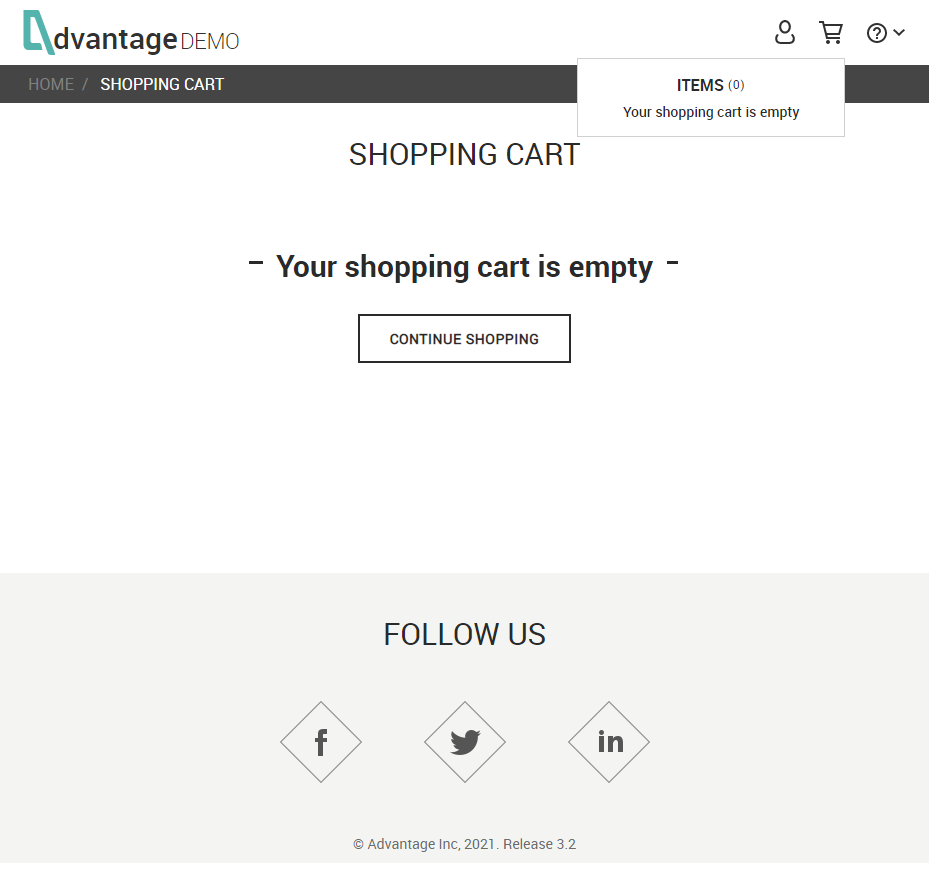 dvantage DEMO
HOME / SHOPPING CART
ITEMS (0)
Your shopping cart is empty
SHOPPING CART
- Your shopping cart is empty -
CONTINUE SHOPPING
FOLLOW US
f
in
© Advantage Inc, 2021. Release 3.2